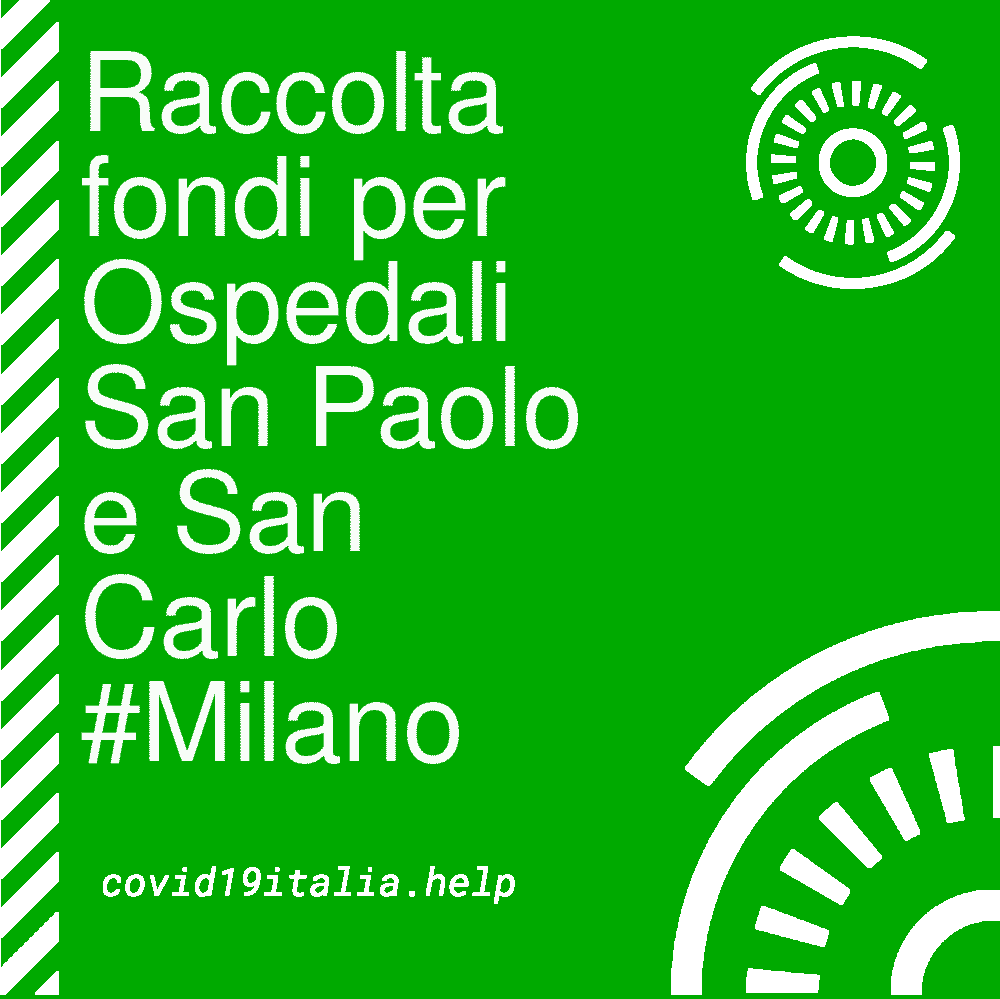 Raccolta
fondi per
Ospedali
San Paolo
e San
Carlo
#Milano
covid19italia.help